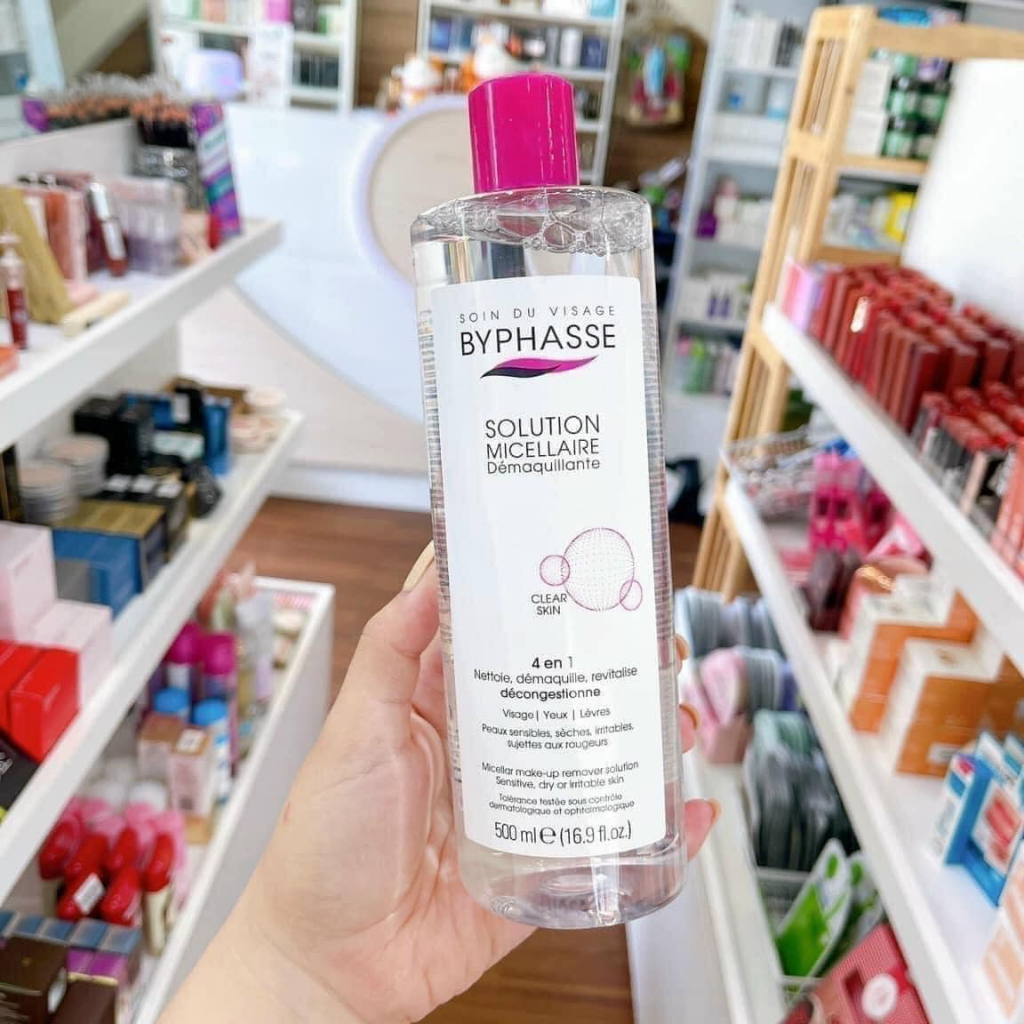 SOIN DU VISAGE
BYPHASSE
SOLUTION
MICELLAIRE
Démaquillante
CLEAR
SKIN
4 en 1
Nettoie, démaquille, revitalise
décongestionne
Visage | Yeux | Lèvres
Peaux sensibles, sèches, irritables,
sujettes aux rougeurs
Micellar make-up remover solution
Sensitive, dry or irritable skin
Tolérance testée sous contrôle
dermatologique et ophtalmologique
500 ml e (16.9 fl.oz.)